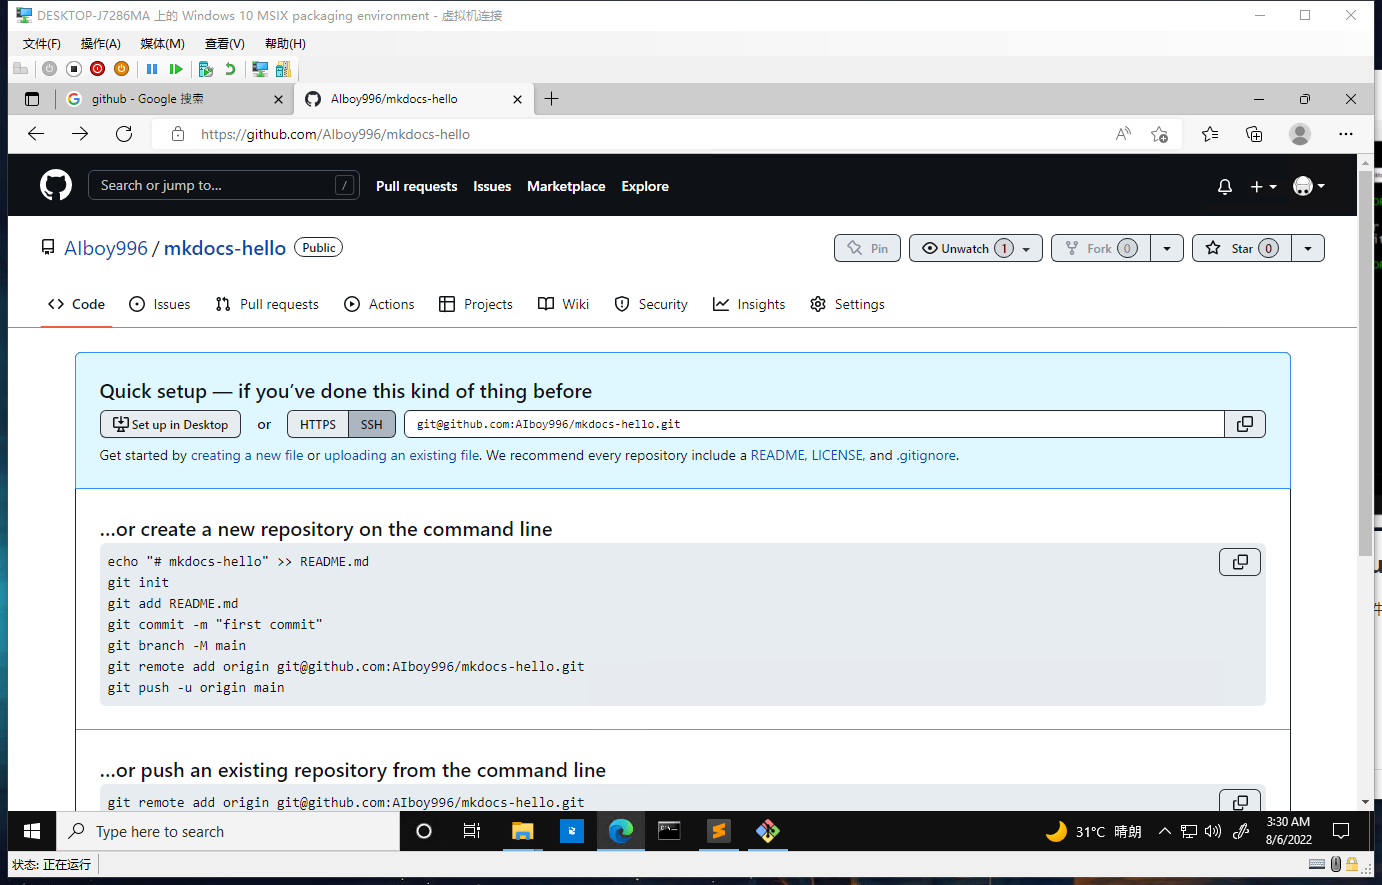 DESKTOP-J7286MA 上的 Windows 10 MSIX packaging environment - 虚拟机连接
文件(F) 操作(A) 媒体(M) 查看(V) 帮助(H)
github - Google 搜索 AIboy996/mkdocs-hello
https://github.com/AIboy996/mkdocs-hello
Search or jump to... / Pull requests Issues Marketplace Explore
AIboy996 / mkdocs-hello Public Pin Unwatch 1 Fork 0 Star 0
Code Issues Pull requests Actions Projects Wiki Security Insights Settings
Quick setup — if you’ve done this kind of thing before
Set up in Desktop or HTTPS SSH git@github.com:AIboy996/mkdocs-hello.git
Get started by creating a new file or uploading an existing file. We recommend every repository include a README, LICENSE, and .gitignore.
…or create a new repository on the command line
echo "# mkdocs-hello" >> README.md
git init
git add README.md
git commit -m "first commit"
git branch -M main
git remote add origin git@github.com:AIboy996/mkdocs-hello.git
git push -u origin main
…or push an existing repository from the command line
git remote add origin git@github.com:AIboy996/mkdocs-hello.git
Type here to search 31°C 晴朗 3:30 AM
8/6/2022
状态: 正在运行